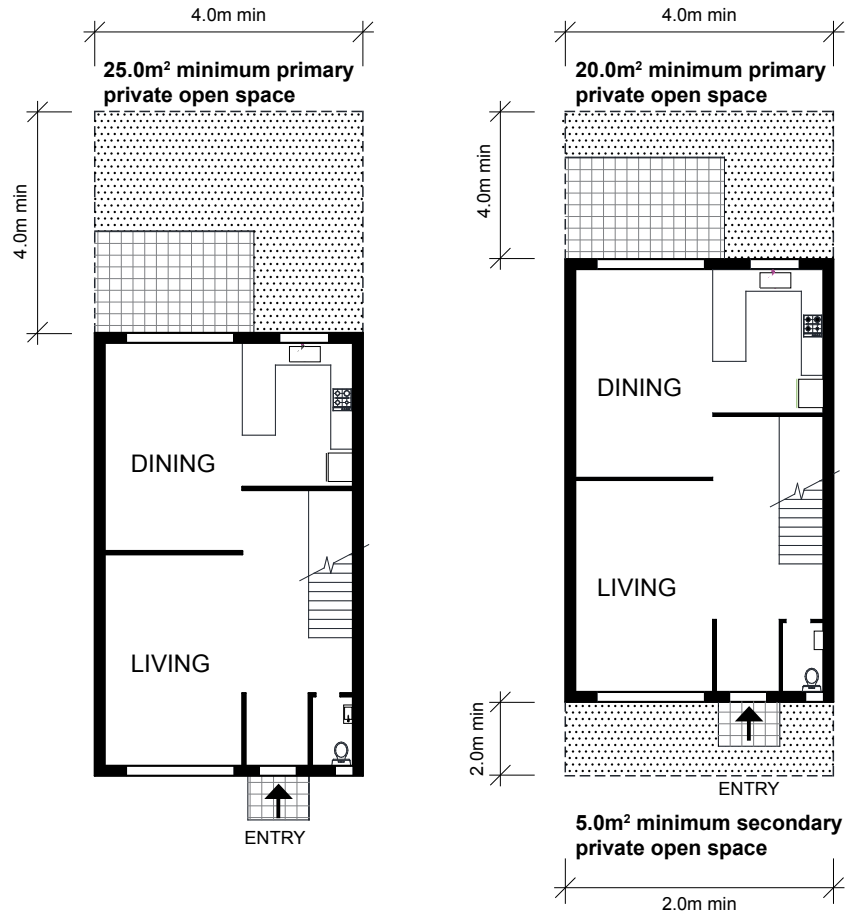 4.0m min
25.0m² minimum primary
private open space
4.0m min
DINING
LIVING
ENTRY
4.0m min
20.0m² minimum primary
private open space
4.0m min
DINING
LIVING
2.0m min
ENTRY
5.0m² minimum secondary
private open space
2.0m min